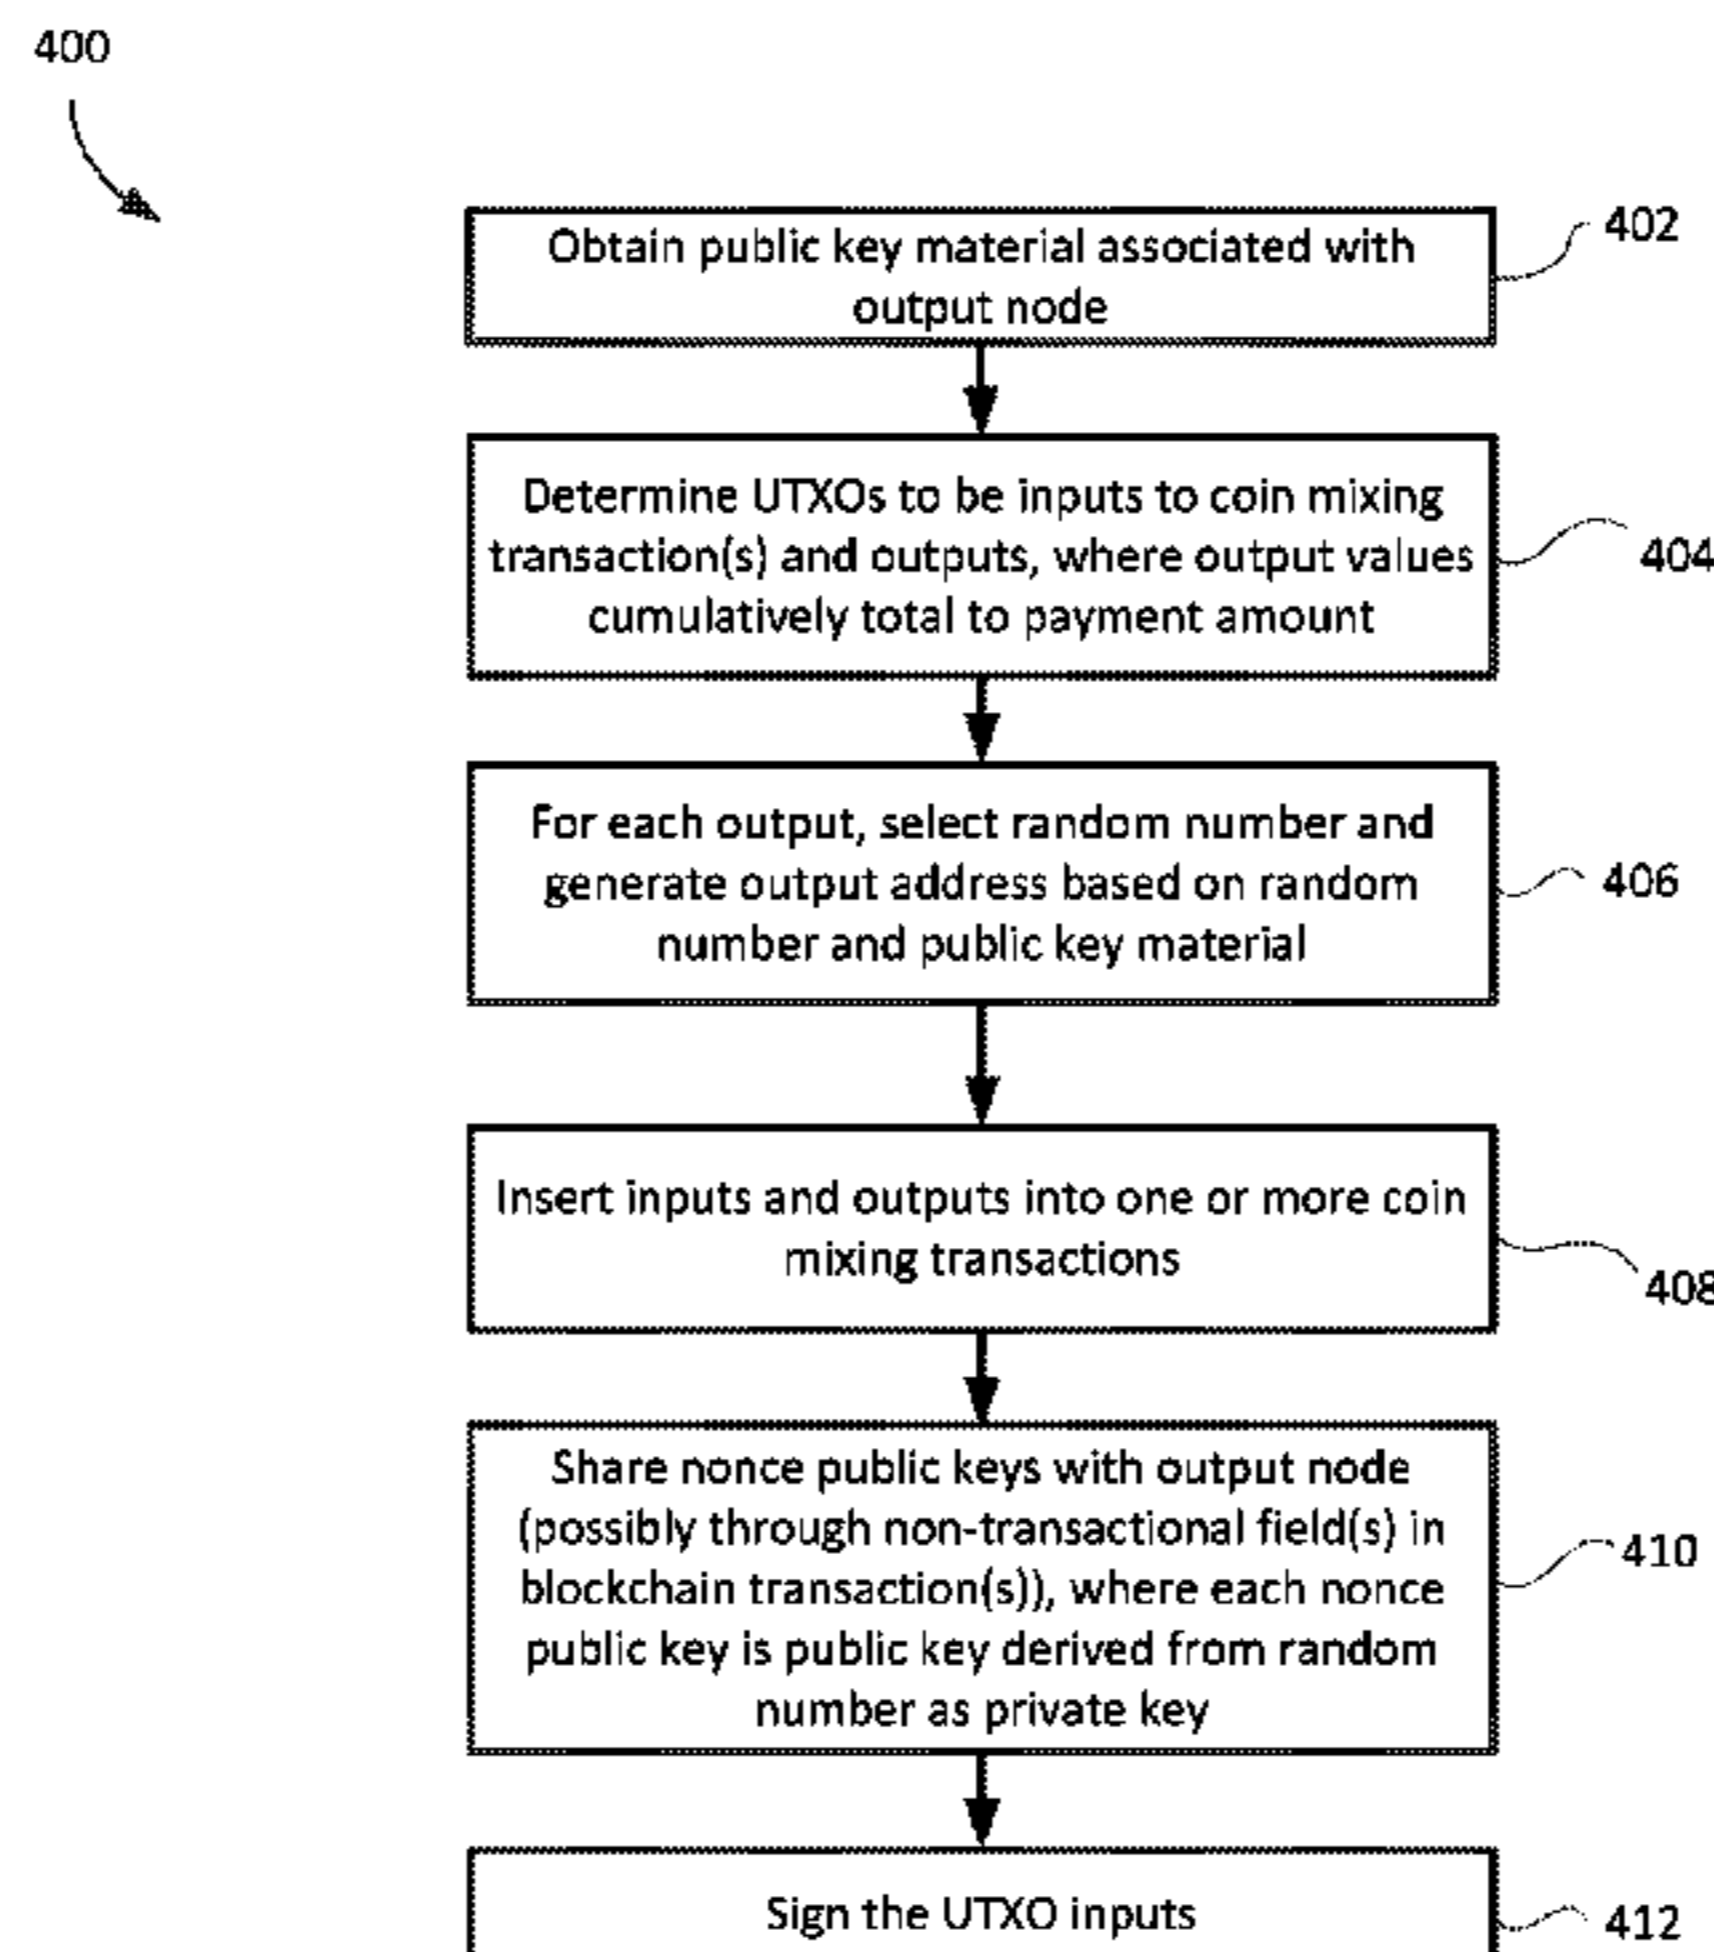 400
Obtain public key material associated with
output node
402
Determine UTXOs to be inputs to coin mixing
transaction(s) and outputs, where output values
cumulatively total to payment amount
404
For each output, select random number and
generate output address based on random
number and public key material
406
Insert inputs and outputs into one or more coin
mixing transactions
408
Share nonce public keys with output node
(possibly through non-transactional field(s) in
blockchain transaction(s)), where each nonce
public key is public key derived from random
number as private key
410
Sign the UTXO inputs
412